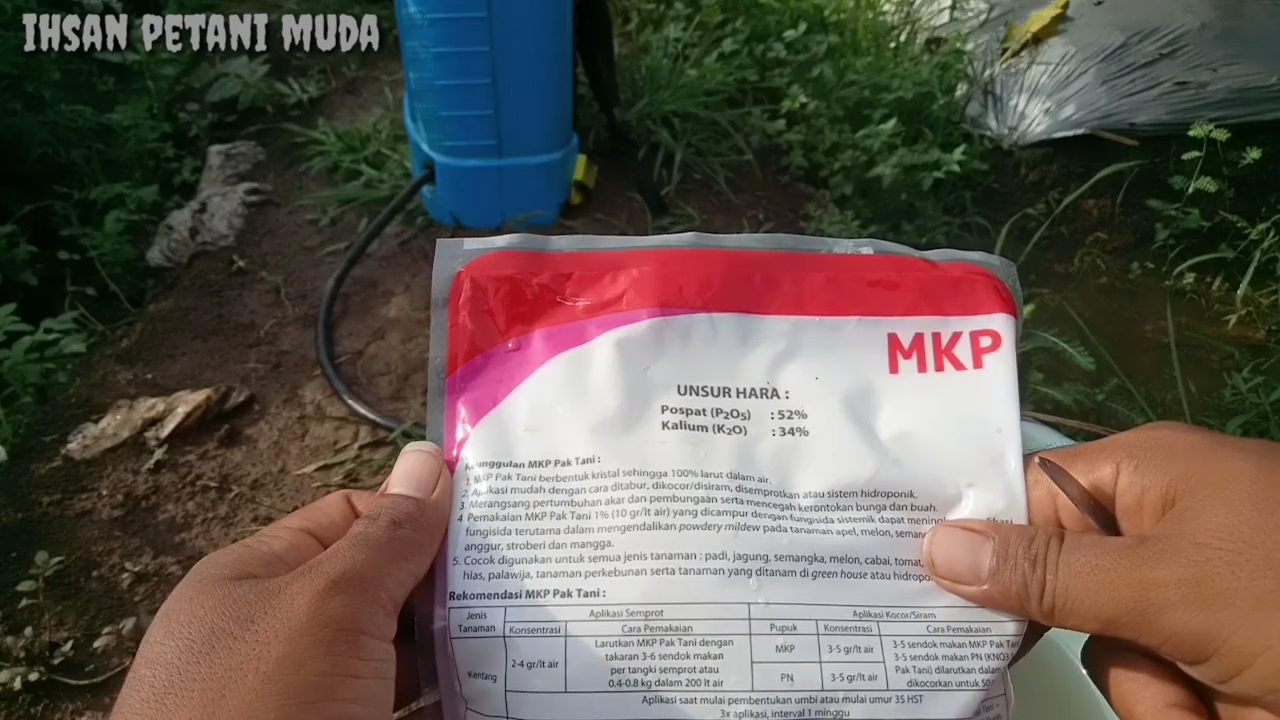 IHSAN PETANI MUDA
MKP
UNSUR HARA :
Pospat (P₂O₅) : 52%
Kalium (K₂O) : 34%
Keunggulan MKP Pak Tani :
1. MKP Pak Tani berbentuk kristal sehingga 100% larut dalam air.
2. Aplikasi mudah dengan cara ditabur, dikocor/disiram, disemprotkan atau sistem hidroponik.
3. Merangsang pertumbuhan akar dan pembungaan serta mencegah kerontokan bunga dan buah.
4. Pemakaian MKP Pak Tani 1% (10 gr/lt air) yang dicampur dengan fungisida sistemik dapat
fungisida terutama dalam mengendalikan powdery mildew pada tanaman apel, melon,
anggur, stroberi dan mangga.
5. Cocok digunakan untuk semua jenis tanaman : padi, jagung, semangka, melon, cabai, tomat,
hias, palawija, tanaman perkebunan serta tanaman yang ditanam di green house atau
Rekomendasi MKP Pak Tani :
Jenis Tanaman Aplikasi Semprot Aplikasi Kocor/Siram
Konsentrasi Cara Pemakaian Pupuk Konsentrasi Cara Pemakaian
Kentang
2-4 gr/lt air
Larutkan MKP Pak Tani dengan
takaran 3-6 sendok makan
per tangki semprot atau
0.4-0.8 kg dalam 200 lt air
MKP 3-5 gr/lt air
PN 3-5 gr/lt air
3-5 sendok makan MKP Pak
3-5 sendok makan PN
Pak Tani) dilarutkan dalam
dikocorkan untuk
Aplikasi saat mulai pembentukan umbi atau mulai umur 35 HST
3x aplikasi, interval 1 minggu